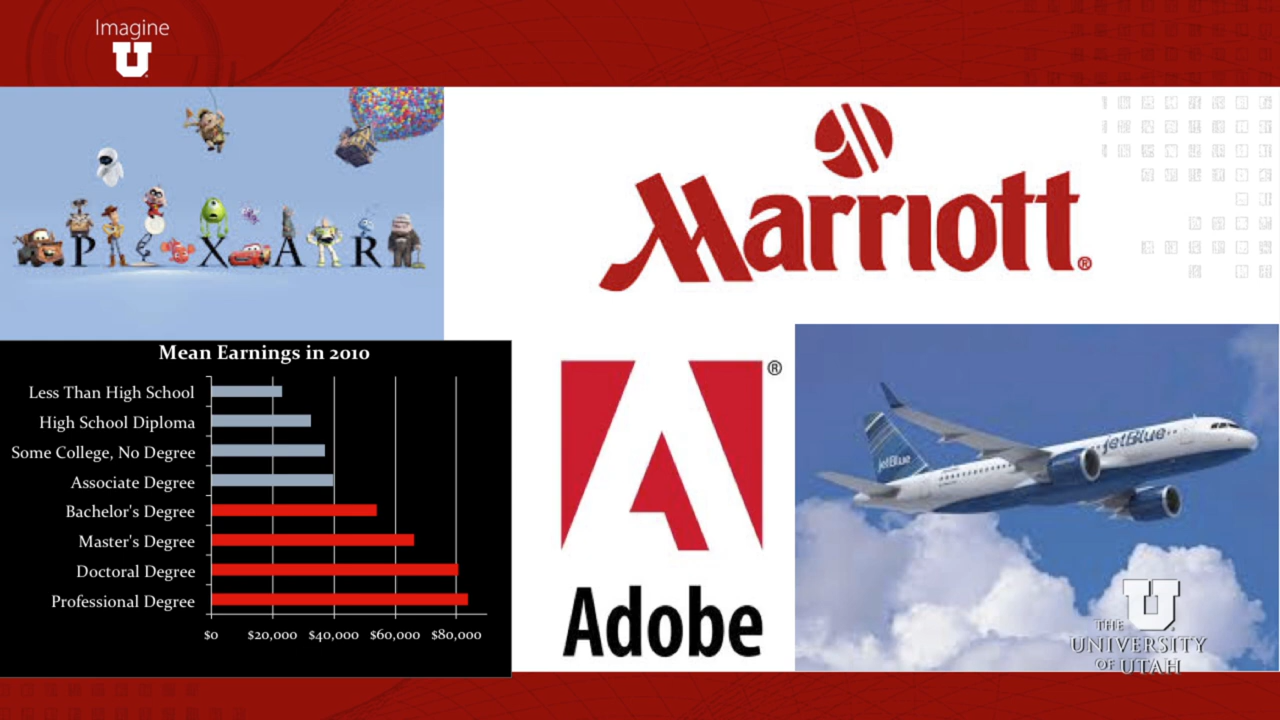 Imagine
U
PIXAR
Marriott®
Mean Earnings in 2010
Less Than High School
High School Diploma
Some College, No Degree
Associate Degree
Bachelor's Degree
Master's Degree
Doctoral Degree
Professional Degree
$0 $20,000 $40,000 $60,000 $80,000
®
Adobe
jetBlue
jetBlue
U
THE
UNIVERSITY
OF UTAH